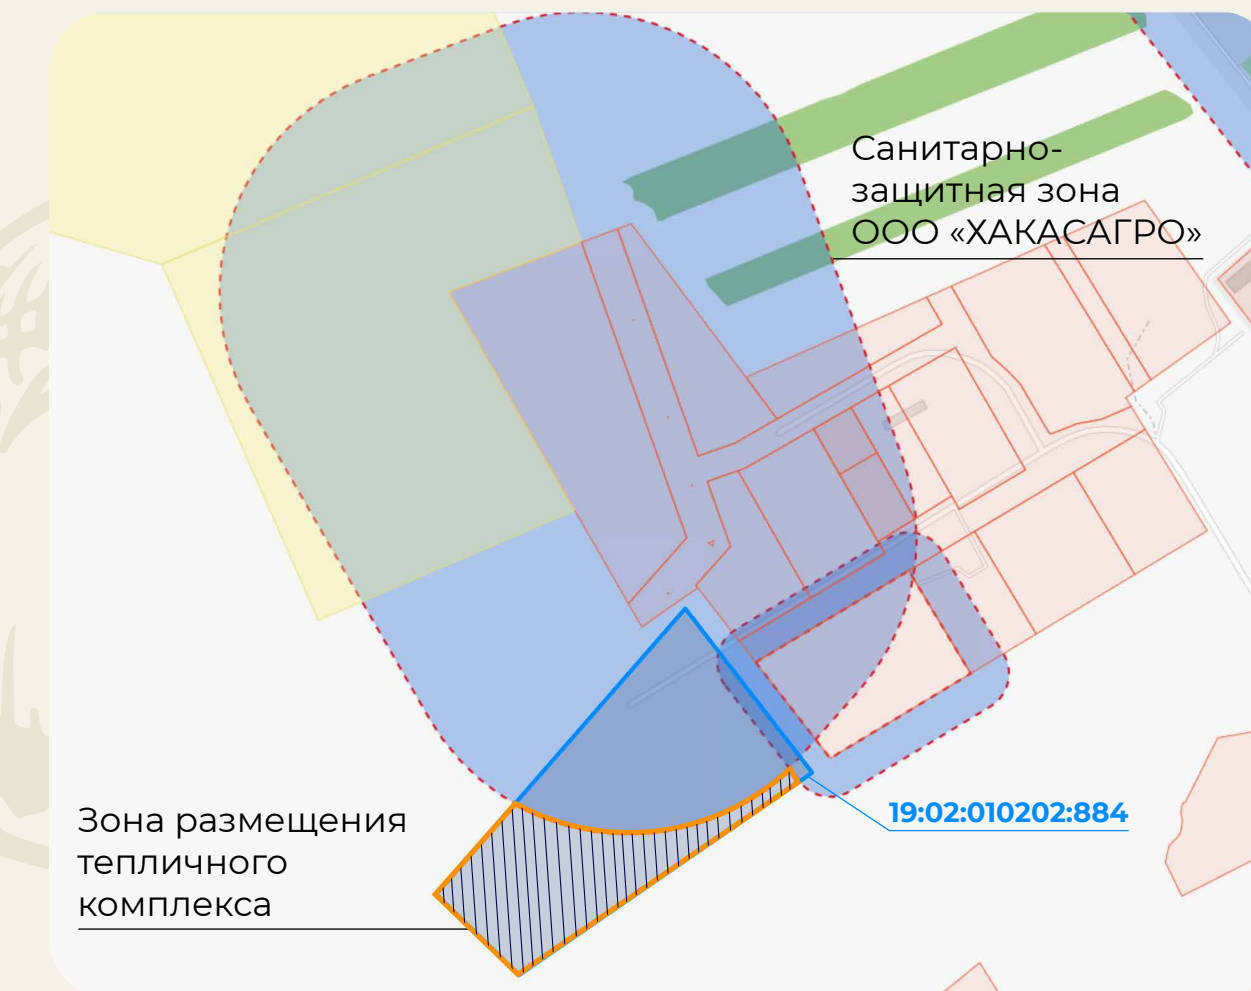 Санитарно-
защитная зона
ООО «ХАКАСАГРО»
19:02:010202:884
Зона размещения
тепличного
комплекса